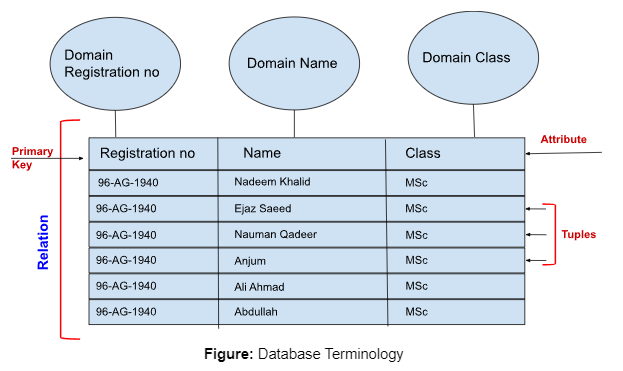 Domain
Registration no
Domain Name
Domain Class
Primary
Key
Attribute
Registration no Name Class
96-AG-1940 Nadeem Khalid MSc
96-AG-1940 Ejaz Saeed MSc
96-AG-1940 Nauman Qadeer MSc
96-AG-1940 Anjum MSc
96-AG-1940 Ali Ahmad MSc
96-AG-1940 Abdullah MSc
Relation
Tuples
Figure: Database Terminology